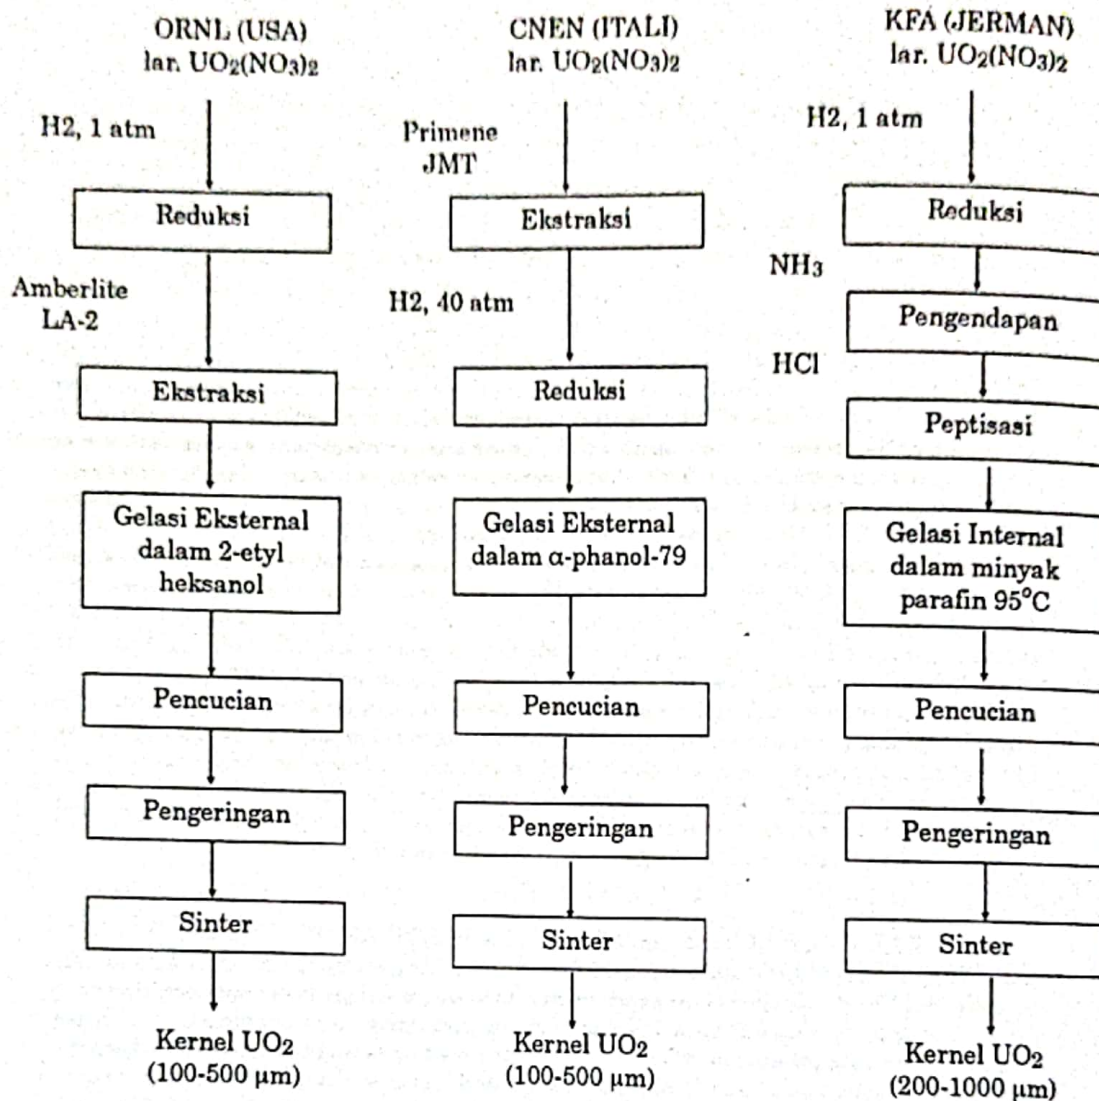 ORNL (USA)
lar. UO2(NO3)2
H2, 1 atm
Reduksi
Amberlite
LA-2
Ekstraksi
Gelasi Eksternal
dalam 2-etyl
heksanol
Pencucian
Pengeringan
Sinter
Kernel UO2
(100-500 µm)
CNEN (ITALI)
lar. UO2(NO3)2
Primene
JMT
Ekstraksi
H2, 40 atm
Reduksi
Gelasi Eksternal
dalam α-phanol-79
Pencucian
Pengeringan
Sinter
Kernel UO2
(100-500 µm)
KFA (JERMAN)
lar. UO2(NO3)2
H2, 1 atm
Reduksi
NH3
Pengendapan
HCl
Peptisasi
Gelasi Internal
dalam minyak
parafin 95°C
Pencucian
Pengeringan
Sinter
Kernel UO2
(200-1000 µm)